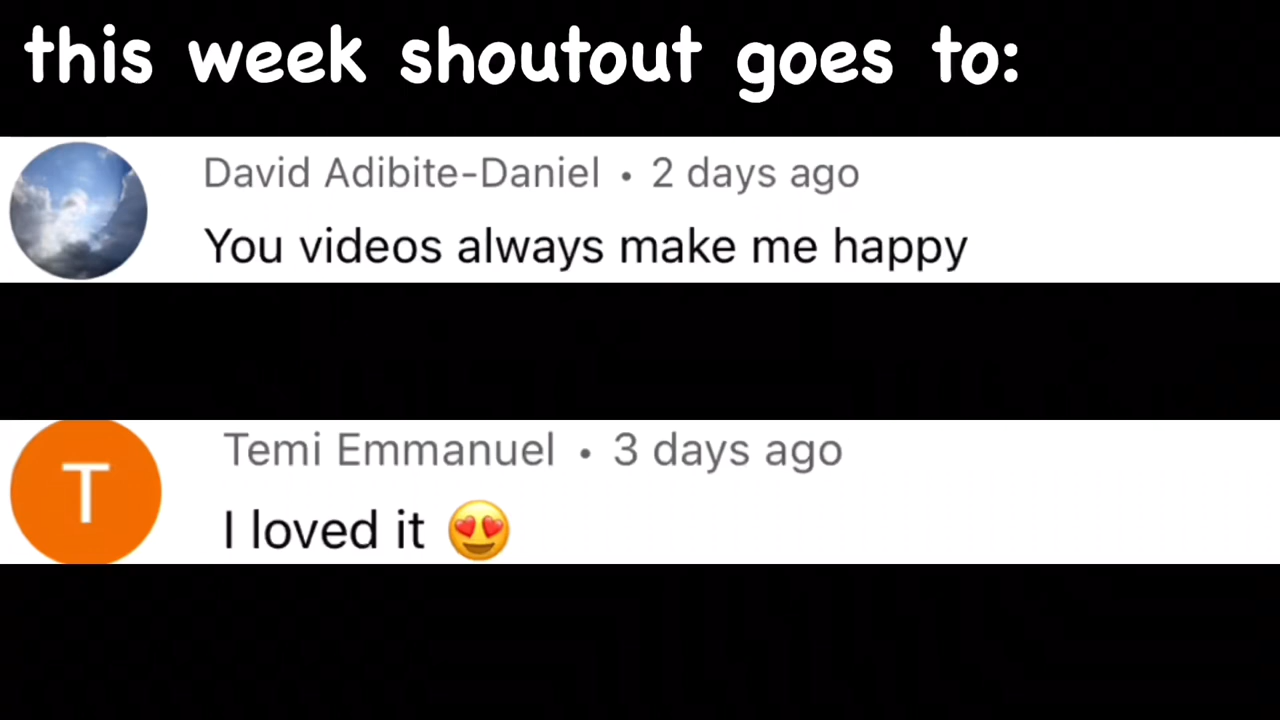 this week shoutout goes to:
David Adibite-Daniel • 2 days ago
You videos always make me happy
T
Temi Emmanuel • 3 days ago
I loved it 😍